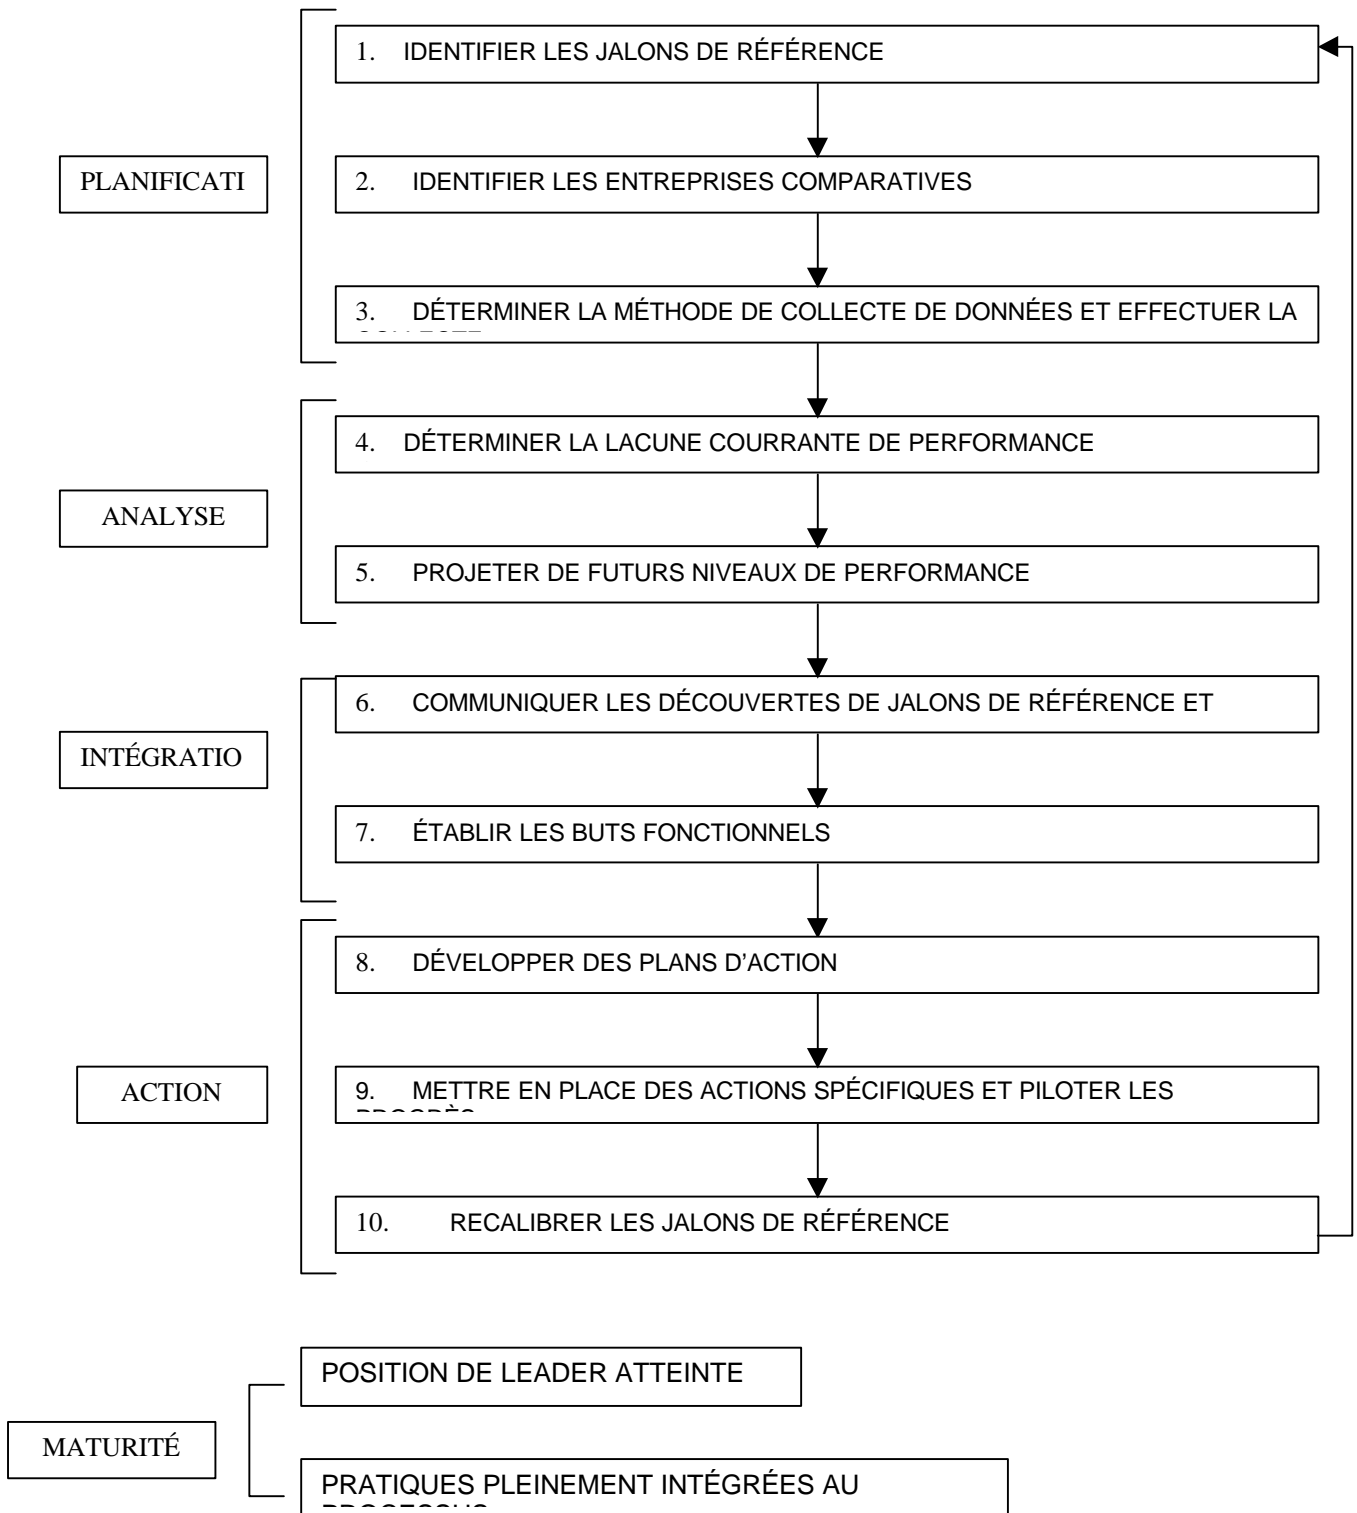 1. IDENTIFIER LES JALONS DE RÉFÉRENCE
PLANIFICATI
2. IDENTIFIER LES ENTREPRISES COMPARATIVES
3. DÉTERMINER LA MÉTHODE DE COLLECTE DE DONNÉES ET EFFECTUER LA
4. DÉTERMINER LA LACUNE COURRANTE DE PERFORMANCE
ANALYSE
5. PROJETER DE FUTURS NIVEAUX DE PERFORMANCE
6. COMMUNIQUER LES DÉCOUVERTES DE JALONS DE RÉFÉRENCE ET
INTÉGRATIO
7. ÉTABLIR LES BUTS FONCTIONNELS
8. DÉVELOPPER DES PLANS D’ACTION
ACTION
9. METTRE EN PLACE DES ACTIONS SPÉCIFIQUES ET PILOTER LES
10. RECALIBRER LES JALONS DE RÉFÉRENCE
POSITION DE LEADER ATTEINTE
MATURITÉ
PRATIQUES PLEINEMENT INTÉGRÉES AU